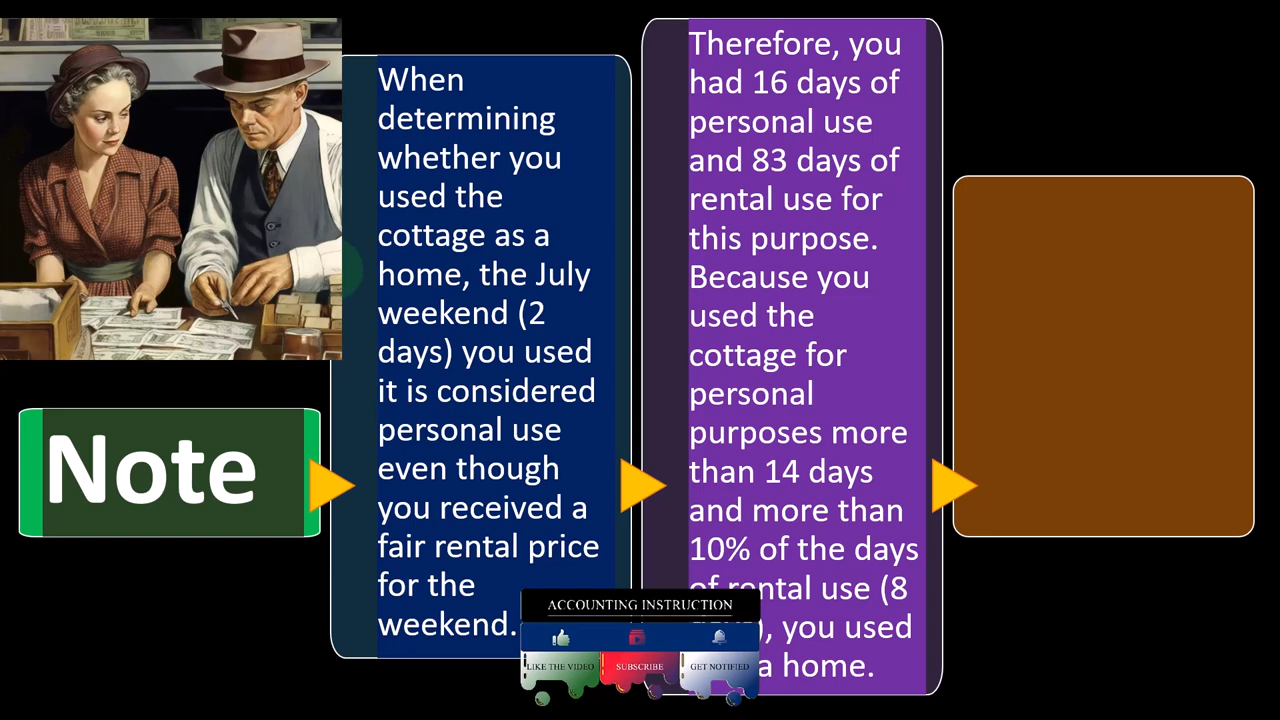 Note
When
determining
whether you
used the
cottage as a
home, the July
weekend (2
days) you used
it is considered
personal use
even though
you received a
fair rental price
for the
weekend.
Therefore, you
had 16 days of
personal use
and 83 days of
rental use for
this purpose.
Because you
used the
cottage for
personal
purposes more
than 14 days
and more than
10% of the days
of rental use (8
), you used
a home.
ACCOUNTING INSTRUCTION
LIKE THE VIDEO
SUBSCRIBE
GET NOTIFIED